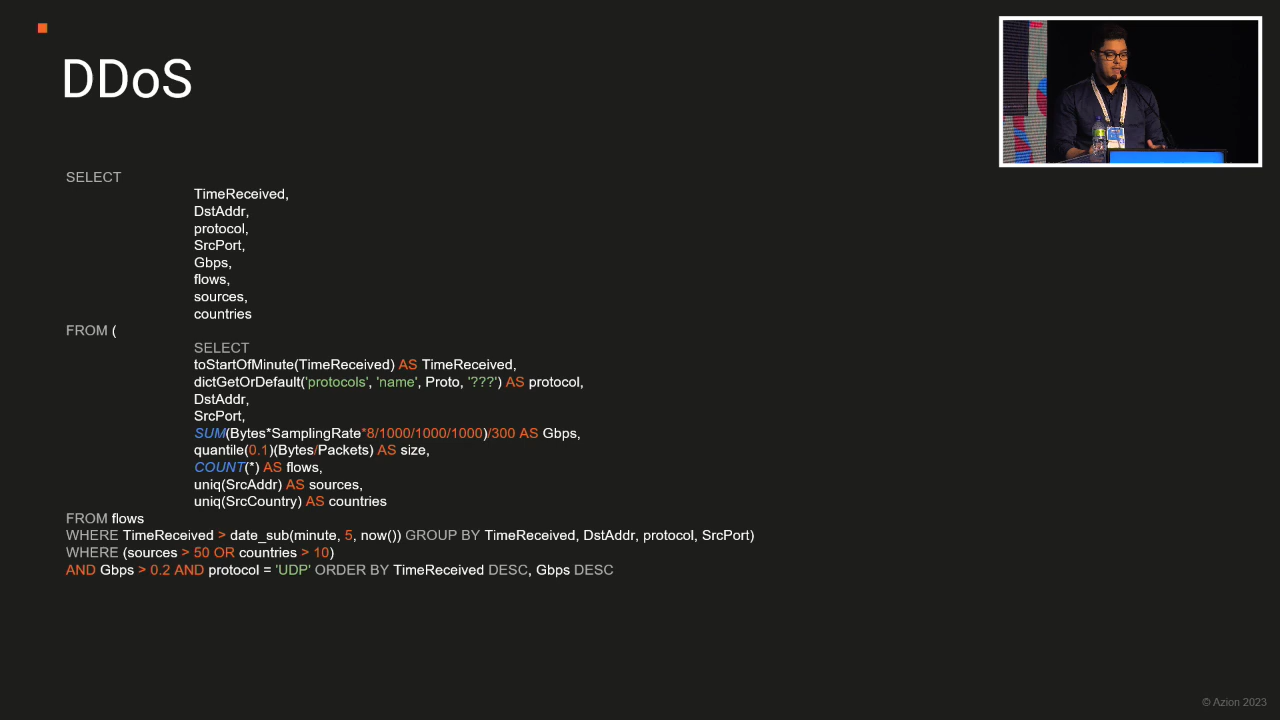 DDoS
SELECT
TimeReceived,
DstAddr,
protocol,
SrcPort,
Gbps,
flows,
sources,
countries
FROM (
SELECT
toStartOfMinute(TimeReceived) AS TimeReceived,
dictGetOrDefault('protocols', 'name', Proto, '???') AS protocol,
DstAddr,
SrcPort,
SUM(Bytes*SamplingRate*8/1000/1000/1000)/300 AS Gbps,
quantile(0.1)(Bytes/Packets) AS size,
COUNT(*) AS flows,
uniq(SrcAddr) AS sources,
uniq(SrcCountry) AS countries
FROM flows
WHERE TimeReceived > date_sub(minute, 5, now()) GROUP BY TimeReceived, DstAddr, protocol, SrcPort)
WHERE (sources > 50 OR countries > 10)
AND Gbps > 0.2 AND protocol = 'UDP' ORDER BY TimeReceived DESC, Gbps DESC
© Azion 2023